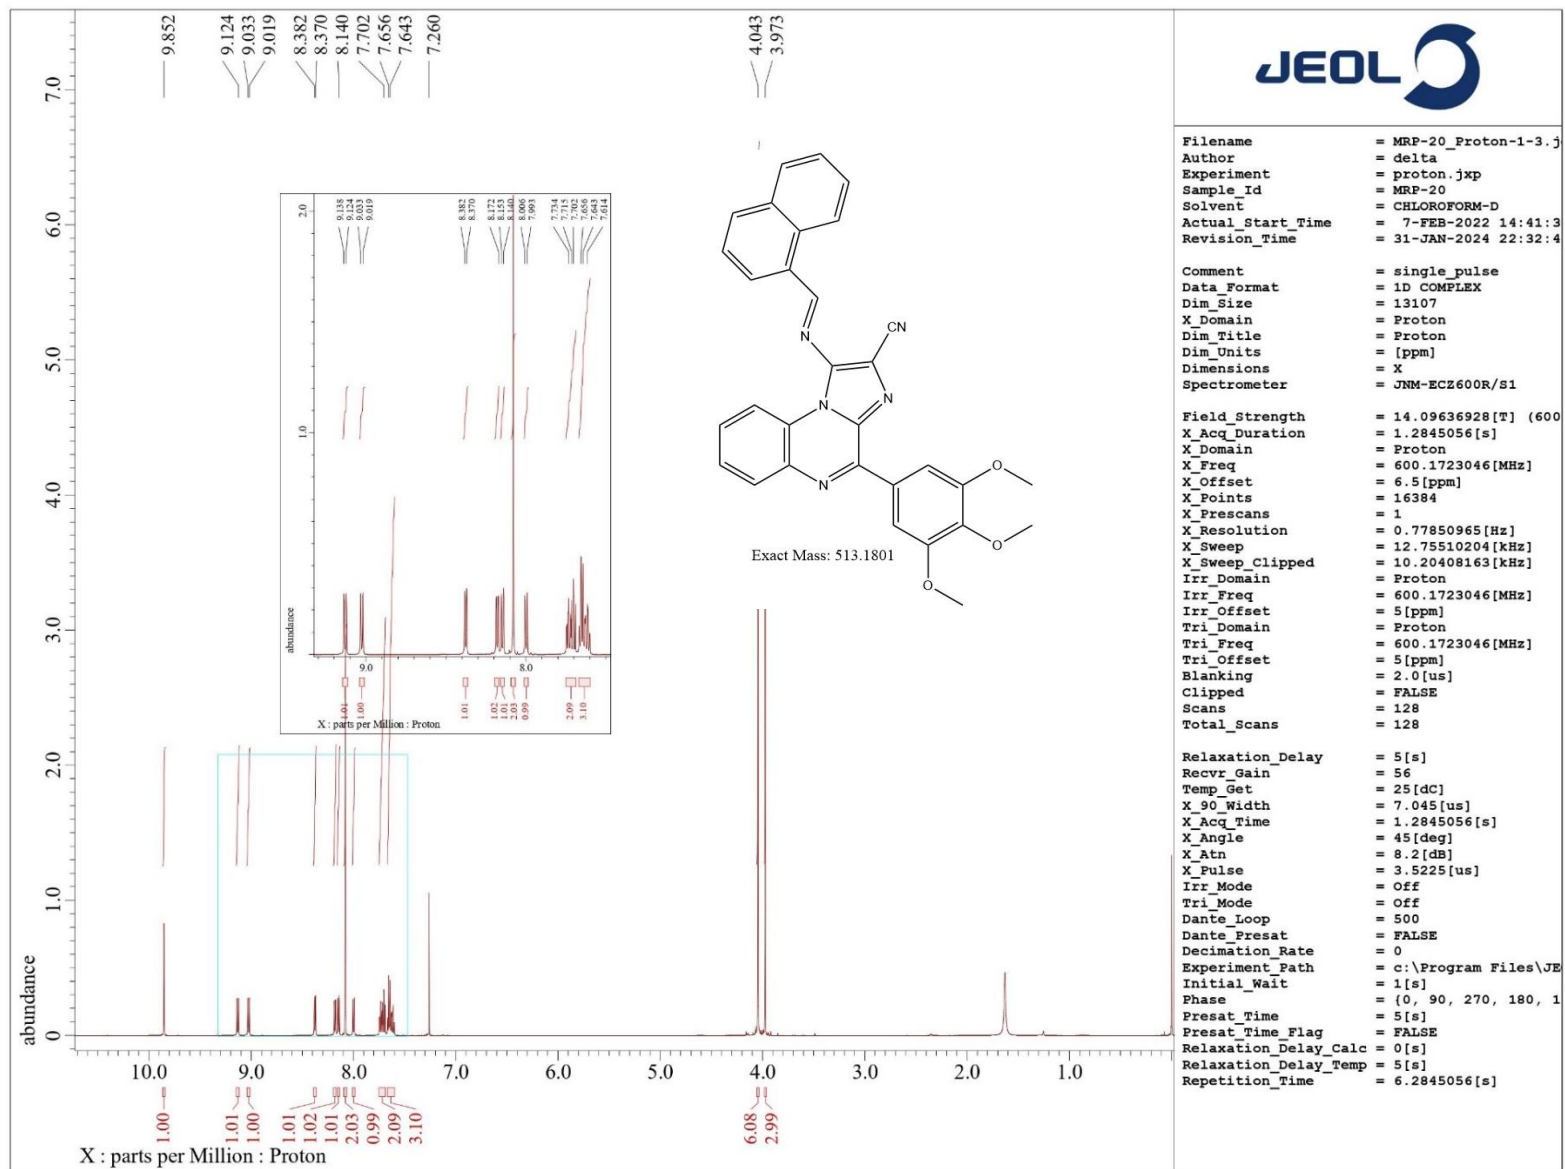 9.852
9.124
9.033
9.019
8.382
8.370
8.140
7.702
7.656
7.643
7.260
4.043
3.973
JEOL
7.0
6.0
5.0
4.0
3.0
2.0
1.0
0
abundance
2.0
1.0
9.138
9.124
9.033
9.019
8.382
8.370
8.172
8.153
8.140
8.006
7.993
7.734
7.715
7.702
7.656
7.643
7.614
abundance
9.0 8.0
1.01
1.00
1.01
1.02
1.01
2.03
0.99
2.09
3.10
X : parts per Million : Proton
N
CN
N
N
N
O
O
O
Exact Mass: 513.1801
10.0 9.0 8.0 7.0 6.0 5.0 4.0 3.0 2.0 1.0
1.00
1.01
1.00
1.01
1.02
1.01
2.03
0.99
2.09
3.10
6.08
2.99
X : parts per Million : Proton
Filename = MRP-20_Proton-1-3.j
Author = delta
Experiment = proton.jxp
Sample_Id = MRP-20
Solvent = CHLOROFORM-D
Actual_Start_Time = 7-FEB-2022 14:41:3
Revision_Time = 31-JAN-2024 22:32:4
Comment = single_pulse
Data_Format = 1D COMPLEX
Dim_Size = 13107
X_Domain = Proton
Dim_Title = Proton
Dim_Units = [ppm]
Dimensions = X
Spectrometer = JNM-ECZ600R/S1
Field_Strength = 14.09636928[T] (600
X_Acq_Duration = 1.2845056[s]
X_Domain = Proton
X_Freq = 600.1723046[MHz]
X_Offset = 6.5[ppm]
X_Points = 16384
X_Prescans = 1
X_Resolution = 0.77850965[Hz]
X_Sweep = 12.75510204[kHz]
X_Sweep_Clipped = 10.20408163[kHz]
Irr_Domain = Proton
Irr_Freq = 600.1723046[MHz]
Irr_Offset = 5[ppm]
Tri_Domain = Proton
Tri_Freq = 600.1723046[MHz]
Tri_Offset = 5[ppm]
Blanking = 2.0[us]
Clipped = FALSE
Scans = 128
Total_Scans = 128
Relaxation_Delay = 5[s]
Recvr_Gain = 56
Temp_Get = 25[dC]
X_90_Width = 7.045[us]
X_Acq_Time = 1.2845056[s]
X_Angle = 45[deg]
X_Atn = 8.2[dB]
X_Pulse = 3.5225[us]
Irr_Mode = Off
Tri_Mode = Off
Dante_Loop = 500
Dante_Presat = FALSE
Decimation_Rate = 0
Experiment_Path = c:\Program Files\JE
Initial_Wait = 1[s]
Phase = {0, 90, 270, 180, 1
Presat_Time = 5[s]
Presat_Time_Flag = FALSE
Relaxation_Delay_Calc = 0[s]
Relaxation_Delay_Temp = 5[s]
Repetition_Time = 6.2845056[s]